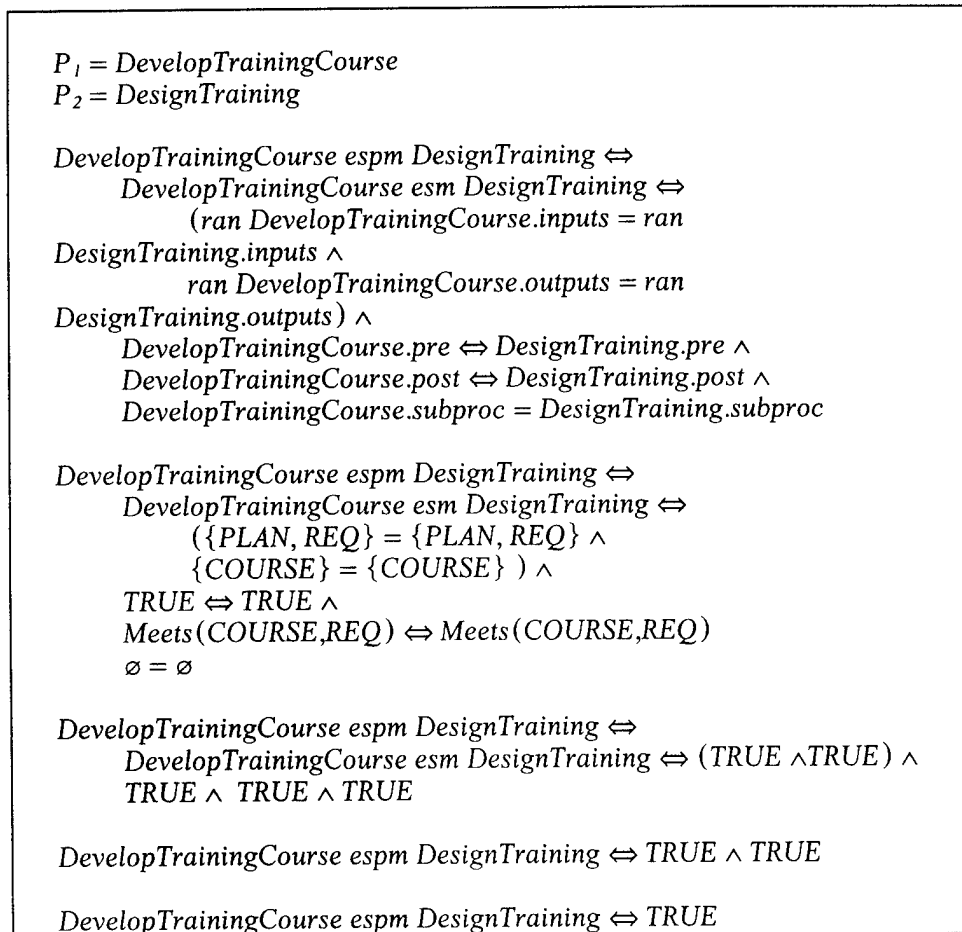 P₁ = DevelopTrainingCourse
P₂ = DesignTraining
DevelopTrainingCourse espm DesignTraining ⇔
DevelopTrainingCourse esm DesignTraining ⇔
(ran DevelopTrainingCourse.inputs = ran
DesignTraining.inputs ∧
ran DevelopTrainingCourse.outputs = ran
DesignTraining.outputs) ∧
DevelopTrainingCourse.pre ⇔ DesignTraining.pre ∧
DevelopTrainingCourse.post ⇔ DesignTraining.post ∧
DevelopTrainingCourse.subproc = DesignTraining.subproc
DevelopTrainingCourse espm DesignTraining ⇔
DevelopTrainingCourse esm DesignTraining ⇔
({PLAN, REQ} = {PLAN, REQ} ∧
{COURSE} = {COURSE} ) ∧
TRUE ⇔ TRUE ∧
Meets(COURSE,REQ) ⇔ Meets(COURSE,REQ)
∅ = ∅
DevelopTrainingCourse espm DesignTraining ⇔
DevelopTrainingCourse esm DesignTraining ⇔ (TRUE ∧TRUE) ∧
TRUE ∧ TRUE ∧ TRUE
DevelopTrainingCourse espm DesignTraining ⇔ TRUE ∧ TRUE
DevelopTrainingCourse espm DesignTraining ⇔ TRUE